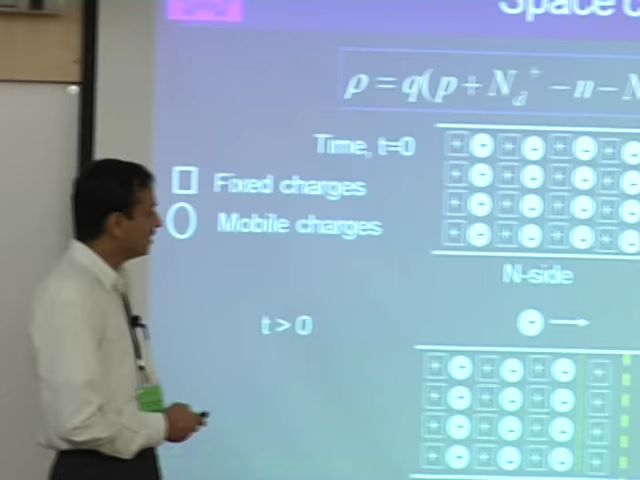 Space c
ρ = q(p + N_d^+ − n − N
Time, t=0
Fixed charges
Mobile charges
N-side
t > 0